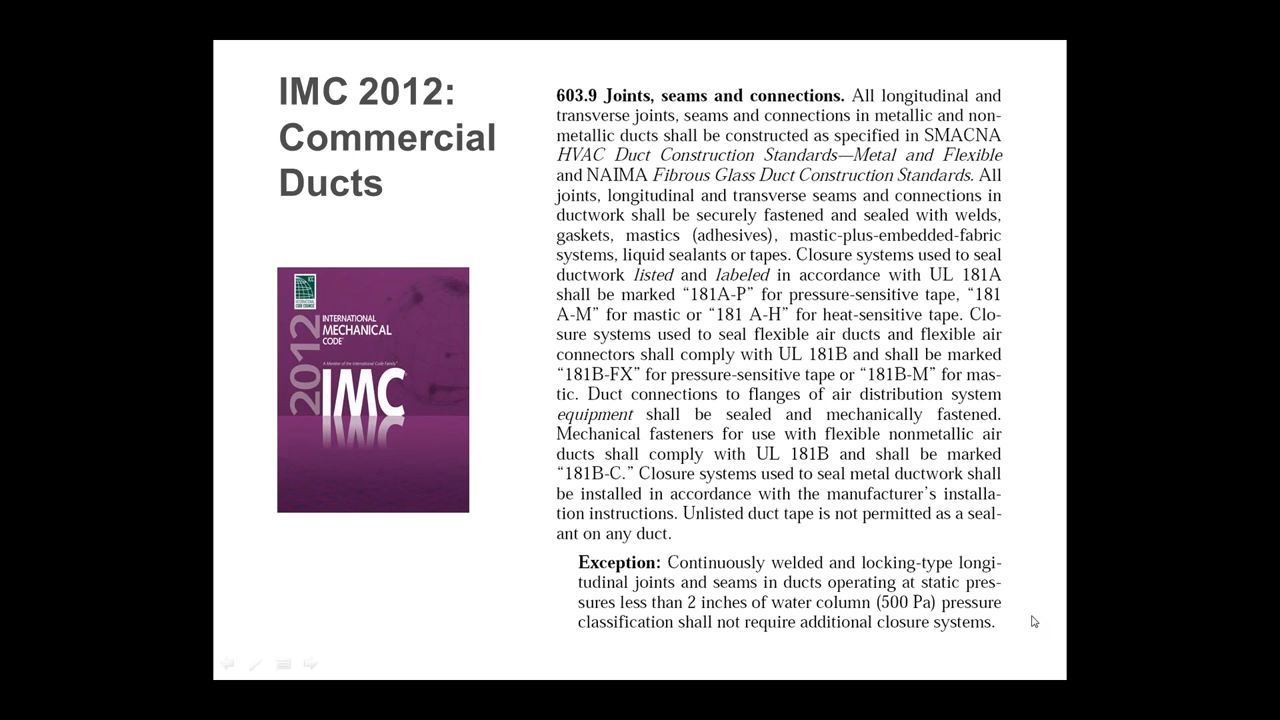 IMC 2012:
Commercial
Ducts
INTERNATIONAL
MECHANICAL
CODE
A Member of the International Code Family
2012
IMC
603.9 Joints, seams and connections. All longitudinal and
transverse joints, seams and connections in metallic and non-
metallic ducts shall be constructed as specified in SMACNA
HVAC Duct Construction Standards—Metal and Flexible
and NAIMA Fibrous Glass Duct Construction Standards. All
joints, longitudinal and transverse seams and connections in
ductwork shall be securely fastened and sealed with welds,
gaskets, mastics (adhesives), mastic-plus-embedded-fabric
systems, liquid sealants or tapes. Closure systems used to seal
ductwork listed and labeled in accordance with UL 181A
shall be marked “181A-P” for pressure-sensitive tape, “181
A-M” for mastic or “181 A-H” for heat-sensitive tape. Clo-
sure systems used to seal flexible air ducts and flexible air
connectors shall comply with UL 181B and shall be marked
“181B-FX” for pressure-sensitive tape or “181B-M” for mas-
tic. Duct connections to flanges of air distribution system
equipment shall be sealed and mechanically fastened.
Mechanical fasteners for use with flexible nonmetallic air
ducts shall comply with UL 181B and shall be marked
“181B-C.” Closure systems used to seal metal ductwork shall
be installed in accordance with the manufacturer’s installa-
tion instructions. Unlisted duct tape is not permitted as a seal-
ant on any duct.
Exception: Continuously welded and locking-type longi-
tudinal joints and seams in ducts operating at static pres-
sures less than 2 inches of water column (500 Pa) pressure
classification shall not require additional closure systems.